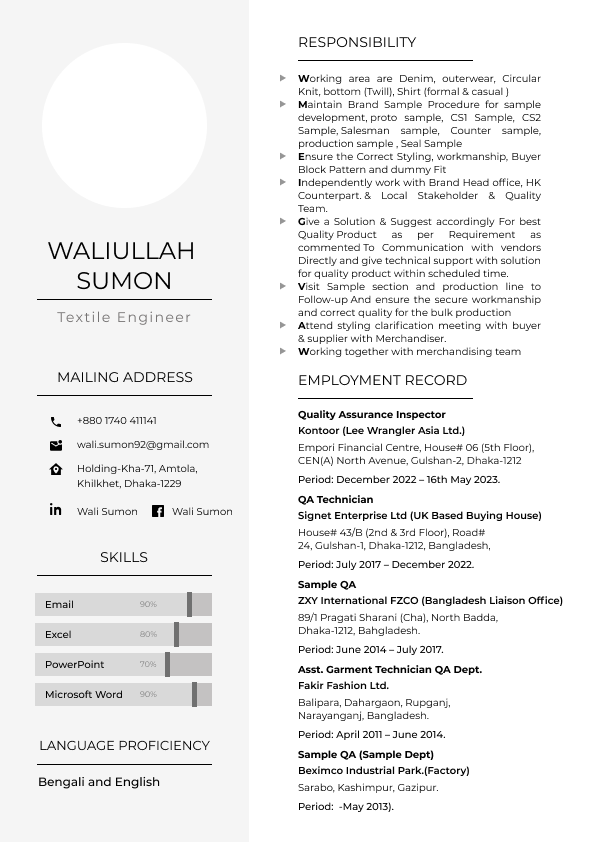 WALIULLAH
SUMON
Textile Engineer
MAILING ADDRESS
+880 1740 411141
wali.sumon92@gmail.com
Holding-Kha-71, Amtola,
Khilkhet, Dhaka-1229
Wali Sumon Wali Sumon
SKILLS
Email 90%
Excel 80%
PowerPoint 70%
Microsoft Word 90%
LANGUAGE PROFICIENCY
Bengali and English
RESPONSIBILITY
Working area are Denim, outerwear, Circular
Knit, bottom (Twill), Shirt (formal & casual )
Maintain Brand Sample Procedure for sample
development, proto sample, CS1 Sample, CS2
Sample, Salesman sample, Counter sample,
production sample , Seal Sample
Ensure the Correct Styling, workmanship, Buyer
Block Pattern and dummy Fit
Independently work with Brand Head office, HK
Counterpart. & Local Stakeholder & Quality
Team.
Give a Solution & Suggest accordingly For best
Quality Product as per Requirement as
commented To Communication with vendors
Directly and give technical support with solution
for quality product within scheduled time.
Visit Sample section and production line to
Follow-up And ensure the secure workmanship
and correct quality for the bulk production
Attend styling clarification meeting with buyer
& supplier with Merchandiser.
Working together with merchandising team
EMPLOYMENT RECORD
Quality Assurance Inspector
Kontoor (Lee Wrangler Asia Ltd.)
Empori Financial Centre, House# 06 (5th Floor),
CEN(A) North Avenue, Gulshan-2, Dhaka-1212
Period: December 2022 – 16th May 2023.
QA Technician
Signet Enterprise Ltd (UK Based Buying House)
House# 43/B (2nd & 3rd Floor), Road#
24, Gulshan-1, Dhaka-1212, Bangladesh,
Period: July 2017 – December 2022.
Sample QA
ZXY International FZCO (Bangladesh Liaison Office)
89/1 Pragati Sharani (Cha), North Badda,
Dhaka-1212, Bahgladesh.
Period: June 2014 – July 2017.
Asst. Garment Technician QA Dept.
Fakir Fashion Ltd.
Balipara, Dahargaon, Rupganj,
Narayanganj, Bangladesh.
Period: April 2011 – June 2014.
Sample QA (Sample Dept)
Beximco Industrial Park.(Factory)
Sarabo, Kashimpur, Gazipur.
Period: -May 2013).